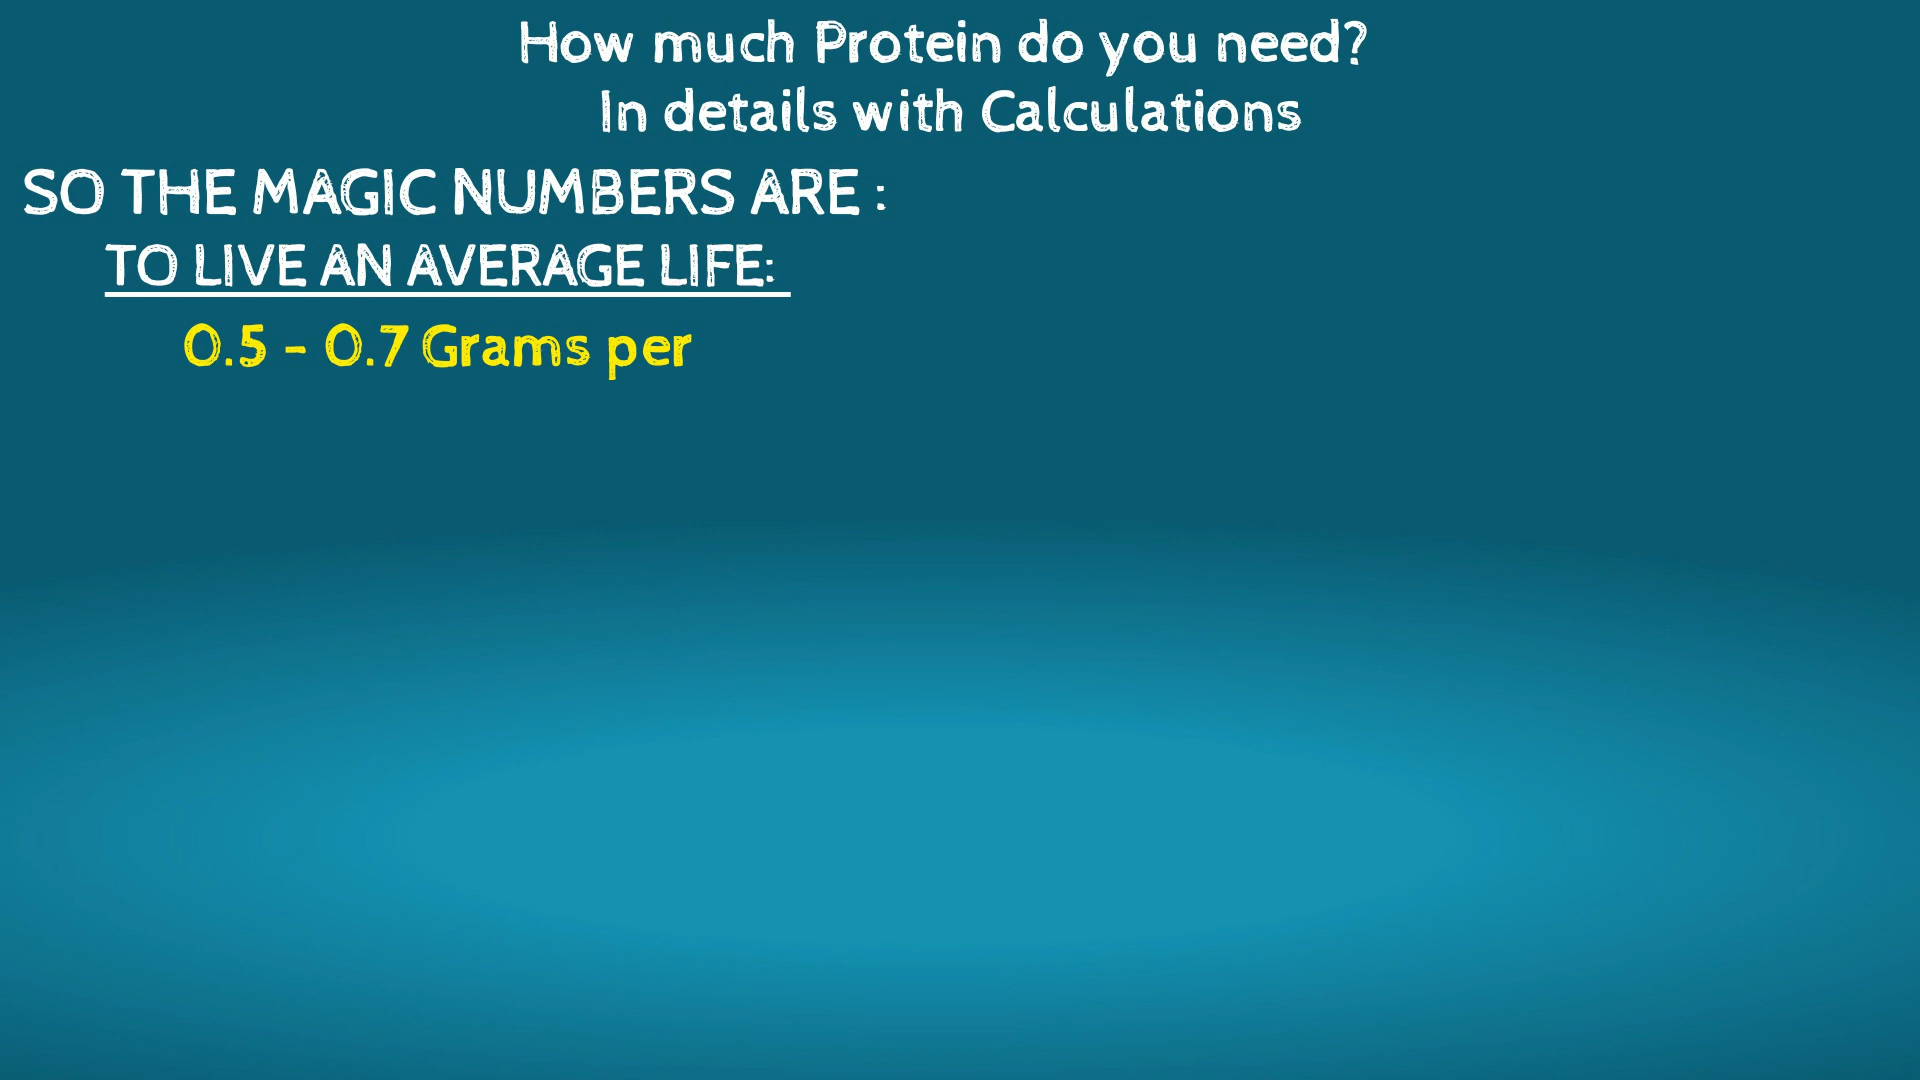 How much Protein do you need?
In details with Calculations
SO THE MAGIC NUMBERS ARE :
TO LIVE AN AVERAGE LIFE:
0.5 - 0.7 Grams per